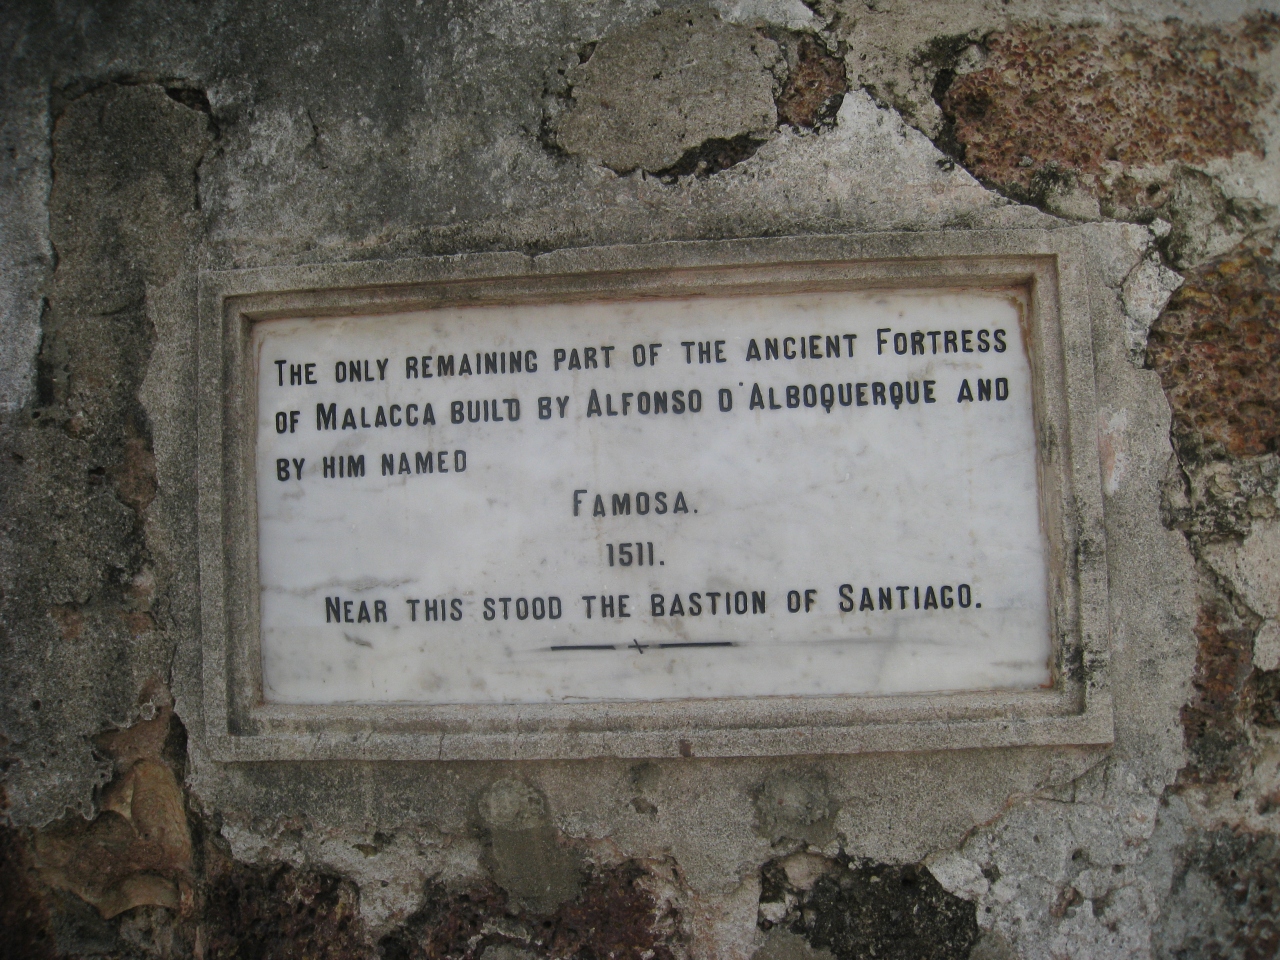 THE ONLY REMAINING PART OF THE ANCIENT FORTRESS
OF MALACCA BUILD BY ALFONSO D'ALBOQUERQUE AND
BY HIM NAMED
FAMOSA.
1511.
NEAR THIS STOOD THE BASTION OF SANTIAGO.